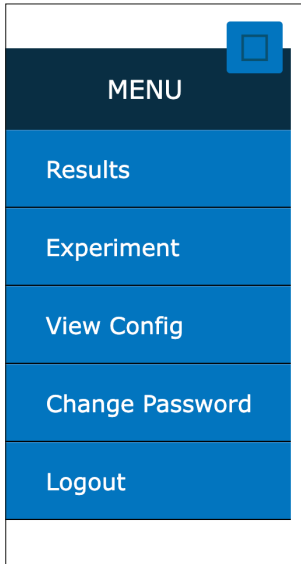 MENU
Results
Experiment
View Config
Change Password
Logout